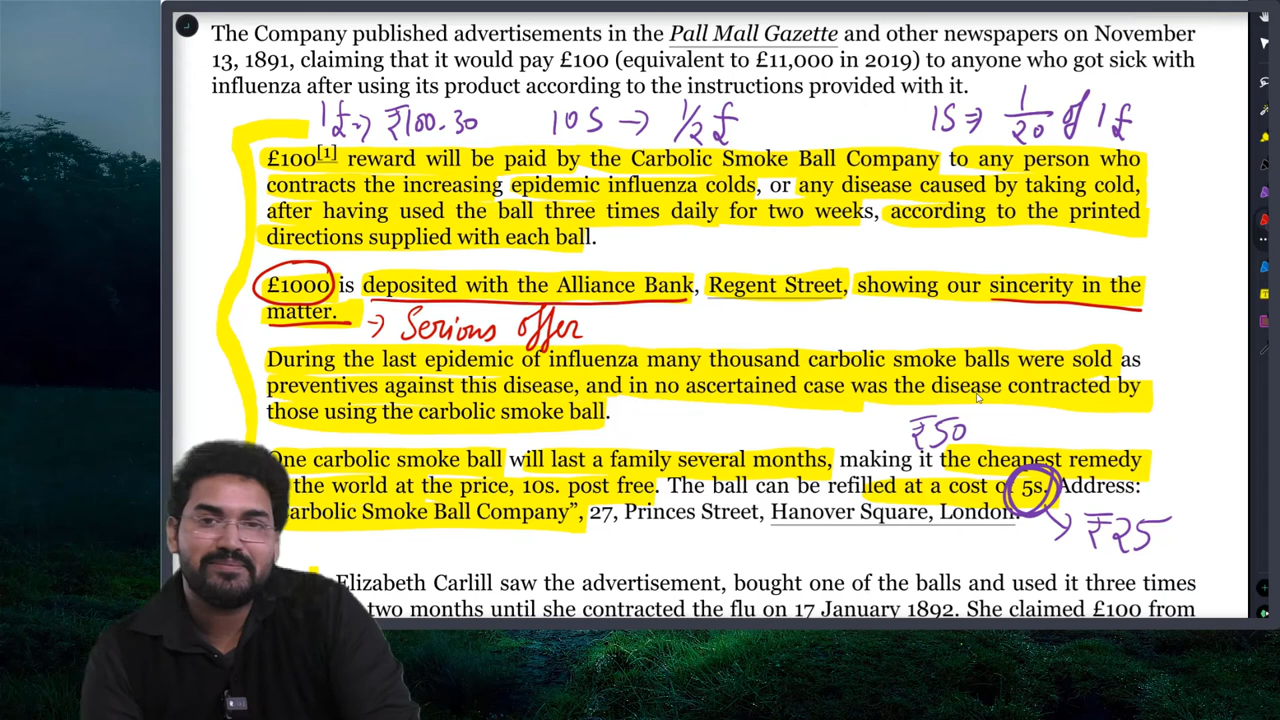 The Company published advertisements in the Pall Mall Gazette and other newspapers on November
13, 1891, claiming that it would pay £100 (equivalent to £11,000 in 2019) to anyone who got sick with
influenza after using its product according to the instructions provided with it.
1£ → ₹100.30 10S → 1/2 £ 1S ⇒ 1/20 of 1£
£100[1] reward will be paid by the Carbolic Smoke Ball Company to any person who
contracts the increasing epidemic influenza colds, or any disease caused by taking cold,
after having used the ball three times daily for two weeks, according to the printed
directions supplied with each ball.
£1000 is deposited with the Alliance Bank, Regent Street, showing our sincerity in the
matter. → Serious offer
During the last epidemic of influenza many thousand carbolic smoke balls were sold as
preventives against this disease, and in no ascertained case was the disease contracted by
those using the carbolic smoke ball.
₹50
One carbolic smoke ball will last a family several months, making it the cheapest remedy
the world at the price, 10s. post free. The ball can be refilled at a cost of 5s. Address:
arbolic Smoke Ball Company", 27, Princes Street, Hanover Square, London.
→ ₹25
Elizabeth Carlill saw the advertisement, bought one of the balls and used it three times
two months until she contracted the flu on 17 January 1892. She claimed £100 from